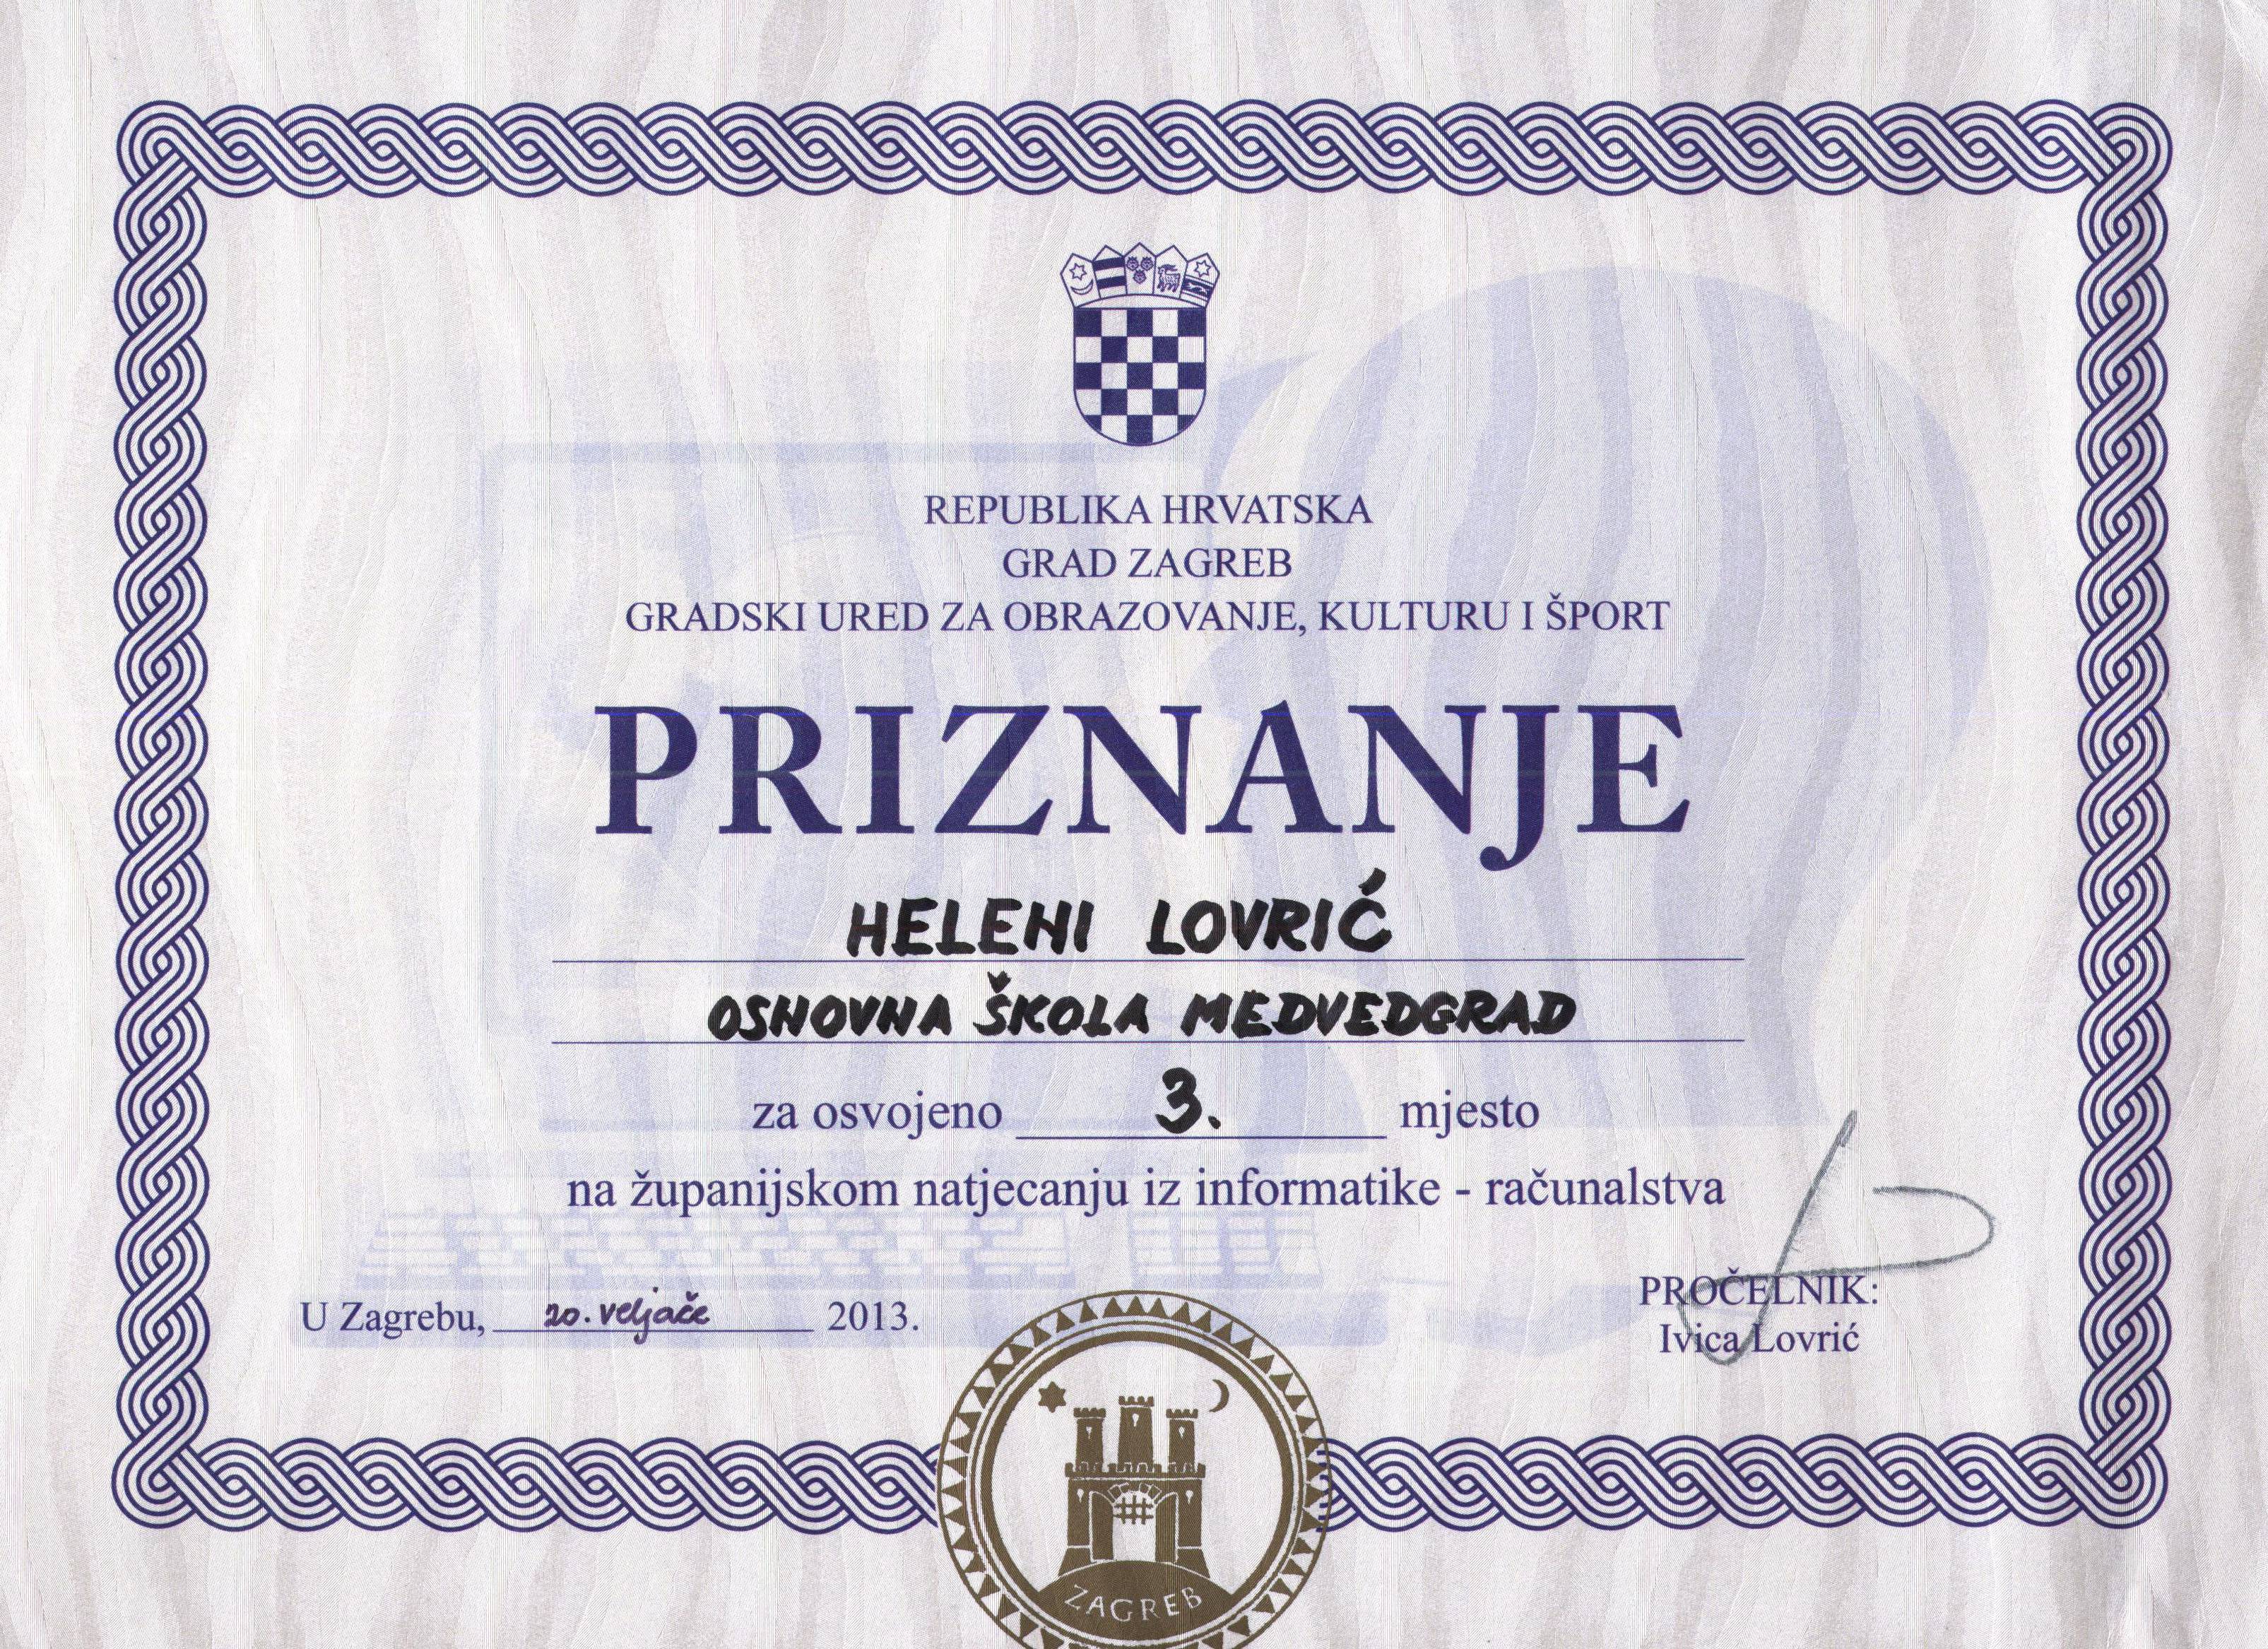 REPUBLIKA HRVATSKA
GRAD ZAGREB
GRADSKI URED ZA OBRAZOVANJE, KULTURU I ŠPORT
PRIZNANJE
HELENI LOVRIĆ
OSNOVNA ŠKOLA MEDVEDGRAD
za osvojeno 3. mjesto
na županijskom natjecanju iz informatike - računalstva
U Zagrebu, 20. veljače 2013.
PROČELNIK:
Ivica Lovrić
ZAGREB